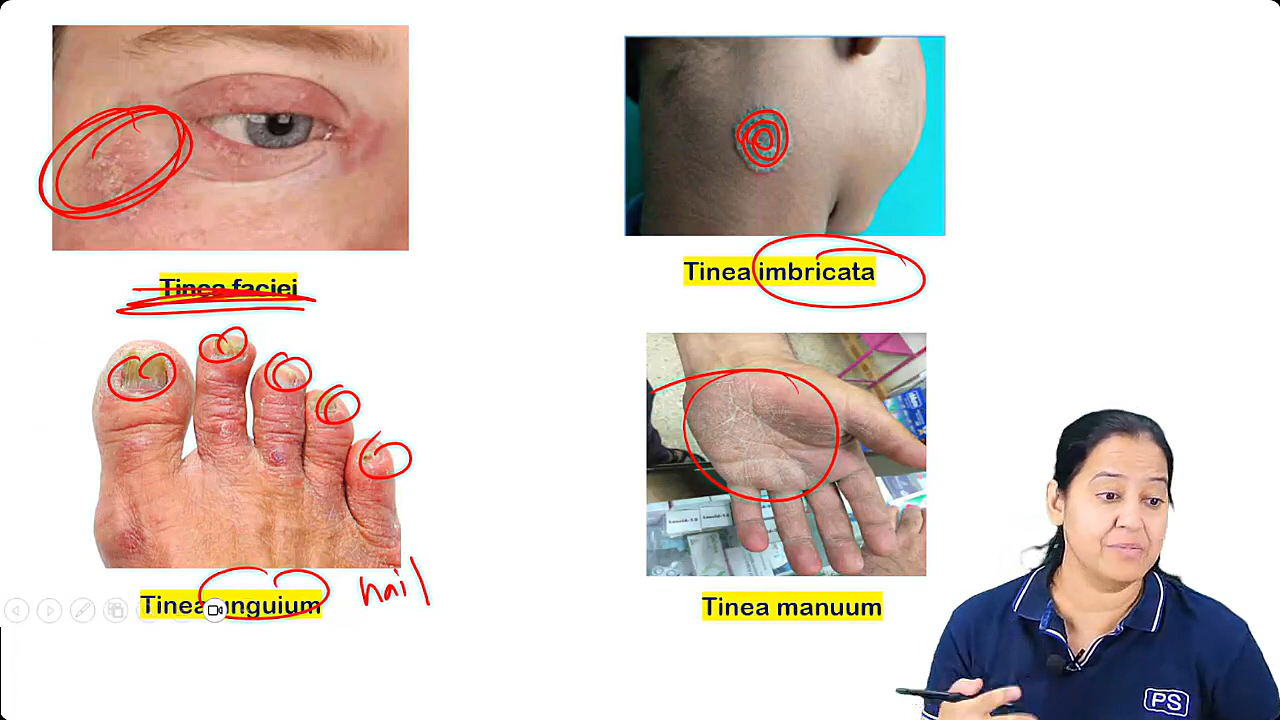 Tinea faciei
Tinea imbricata
Tinea unguium nail
Tinea manuum
PS